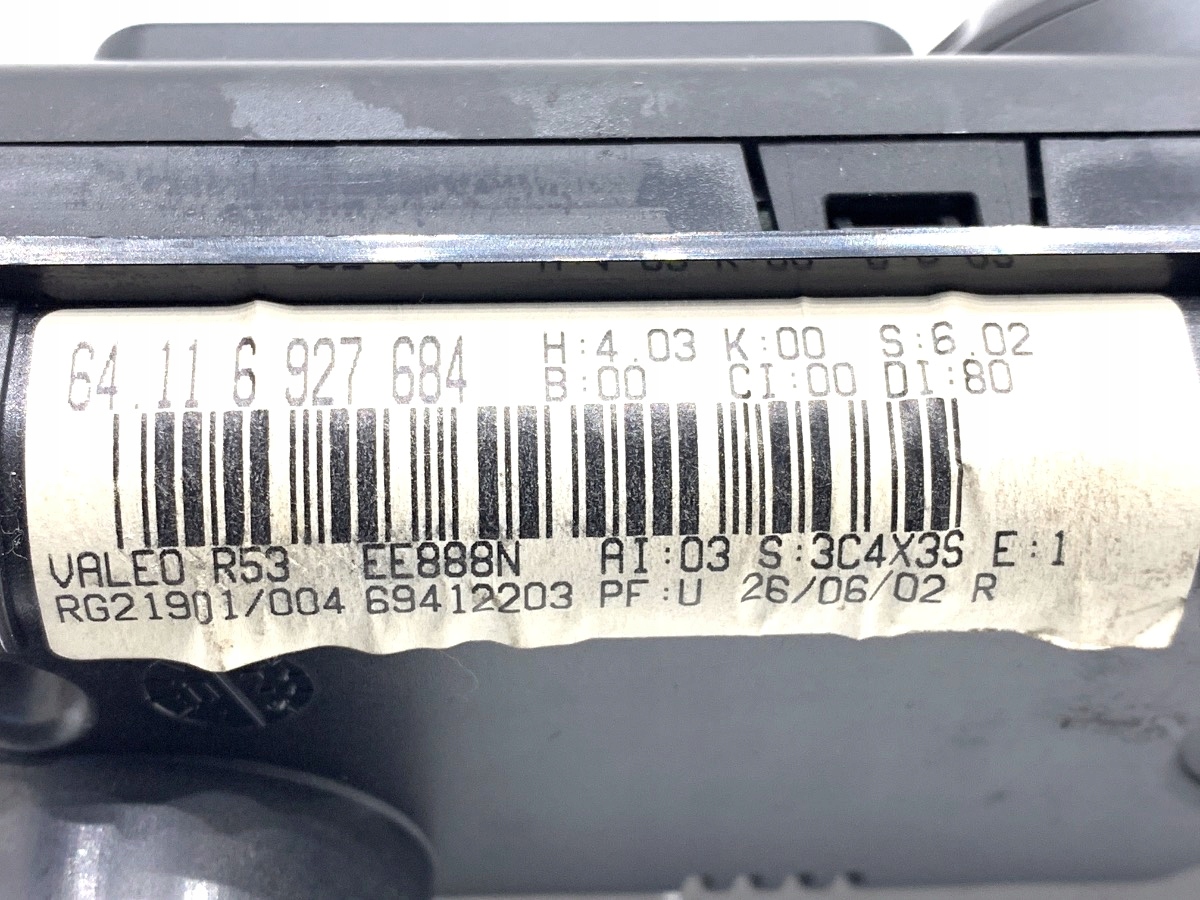 64.11 6 927 684 H:4.03 K:00 S:6.02
B:00 CI:00 DI:80
VALEO R53 EE888N AI:03 S:3C4X3S E:1
RG21901/004 69412203 PF:U 26/06/02 R